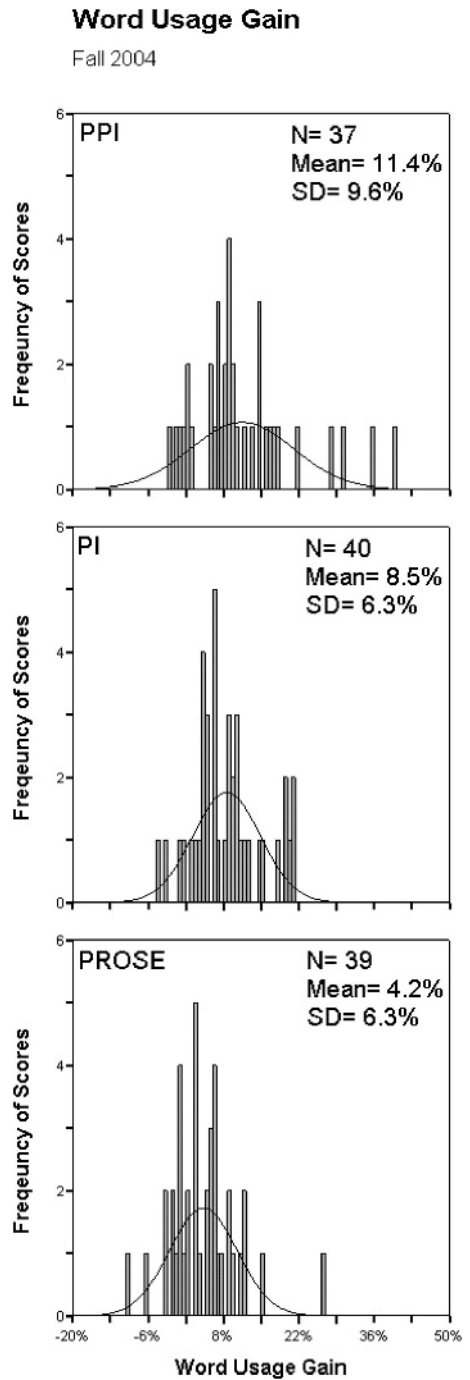 Word Usage Gain
Fall 2004
6
PPI
N= 37
Mean= 11.4%
SD= 9.6%
4
2
0
Freqeuncy of Scores
6
PI
N= 40
Mean= 8.5%
SD= 6.3%
4
2
0
Freqeuncy of Scores
6
PROSE
N= 39
Mean= 4.2%
SD= 6.3%
4
2
0
Freqeuncy of Scores
-20% -6% 8% 22% 36% 50%
Word Usage Gain